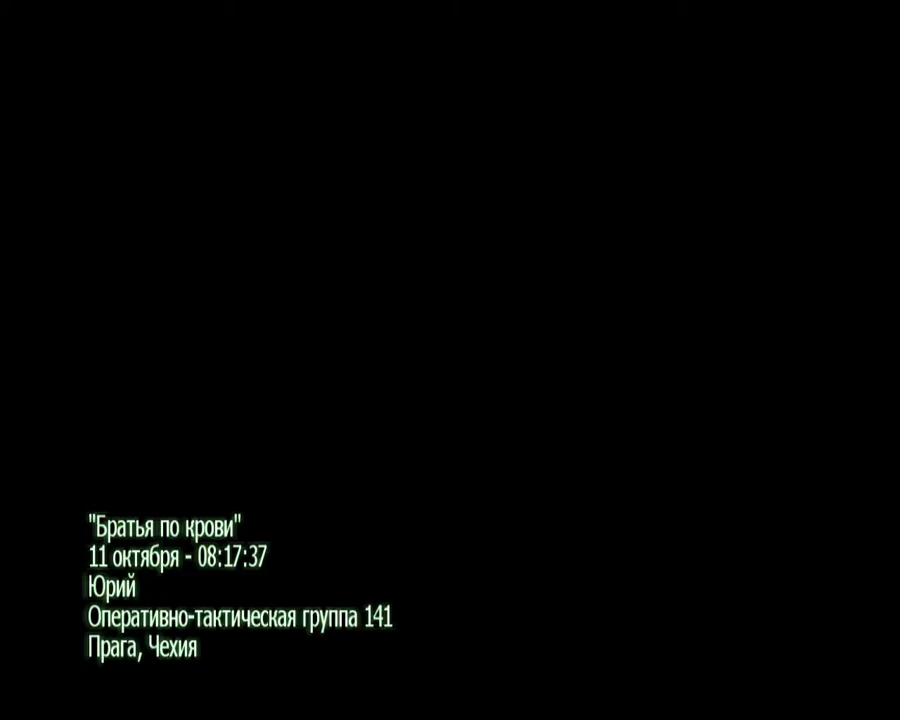 "Братья по крови"
11 октября - 08:17:37
Юрий
Оперативно-тактическая группа 141
Прага, Чехия